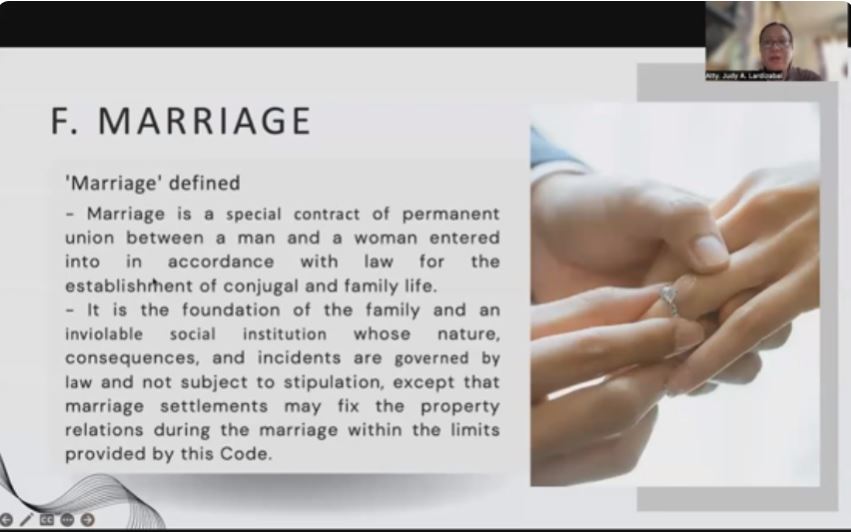 Atty. Judy A. Lardizabal
F. MARRIAGE
'Marriage' defined
- Marriage is a special contract of permanent
union between a man and a woman entered
into in accordance with law for the
establishment of conjugal and family life.
- It is the foundation of the family and an
inviolable social institution whose nature,
consequences, and incidents are governed by
law and not subject to stipulation, except that
marriage settlements may fix the property
relations during the marriage within the limits
provided by this Code.
CC